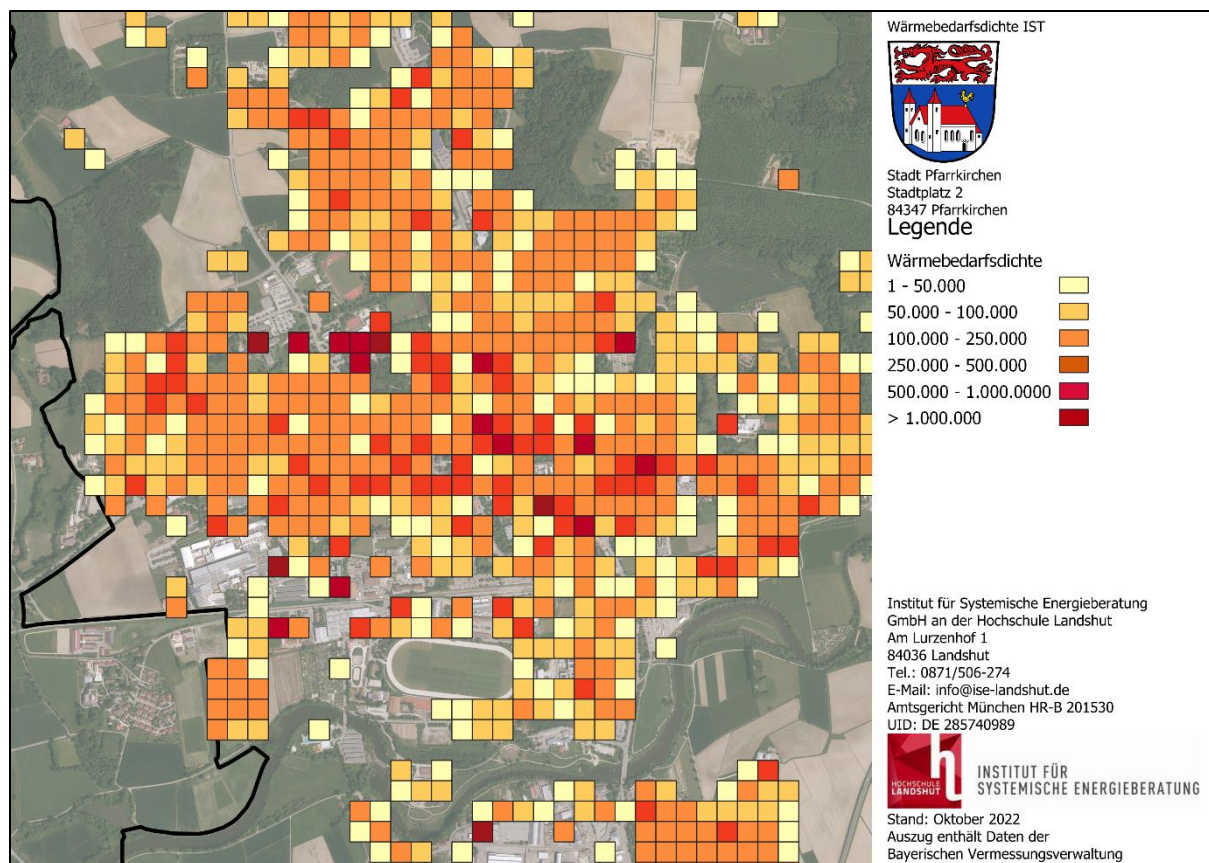 Wärmebedarfsdichte IST
Stadt Pfarrkirchen
Stadtplatz 2
84347 Pfarrkirchen
Legende
Wärmebedarfsdichte
1 - 50.000
50.000 - 100.000
100.000 - 250.000
250.000 - 500.000
500.000 - 1.000.0000
> 1.000.000
Institut für Systemische Energieberatung
GmbH an der Hochschule Landshut
Am Lurzenhof 1
84036 Landshut
Tel.: 0871/506-274
E-Mail: info@ise-landshut.de
Amtsgericht München HR-B 201530
UID: DE 285740989
h
HOCHSCHULE
LANDSHUT
INSTITUT FÜR
SYSTEMISCHE ENERGIEBERATUNG
Stand: Oktober 2022
Auszug enthält Daten der
Bayerischen Vermessungsverwaltung